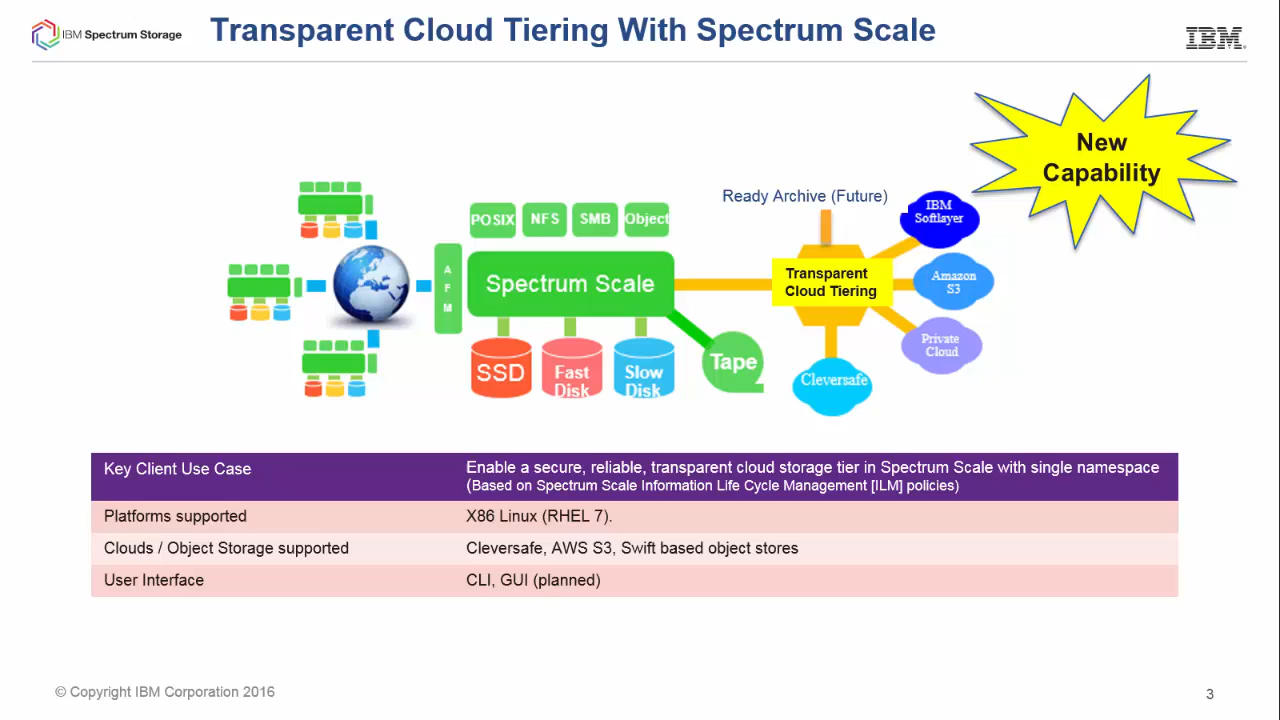 IBM Spectrum Storage
Transparent Cloud Tiering With Spectrum Scale
IBM
New
Capability
Ready Archive (Future)
IBM
Softlayer
POSIX
NFS
SMB
Object
A
F
M
Spectrum Scale
Transparent
Cloud Tiering
Amazon
S3
Private
Cloud
SSD
Fast
Disk
Slow
Disk
Tape
Cleversafe
Key Client Use Case
Enable a secure, reliable, transparent cloud storage tier in Spectrum Scale with single namespace
(Based on Spectrum Scale Information Life Cycle Management [ILM] policies)
Platforms supported
X86 Linux (RHEL 7).
Clouds / Object Storage supported
Cleversafe, AWS S3, Swift based object stores
User Interface
CLI, GUI (planned)
© Copyright IBM Corporation 2016
3